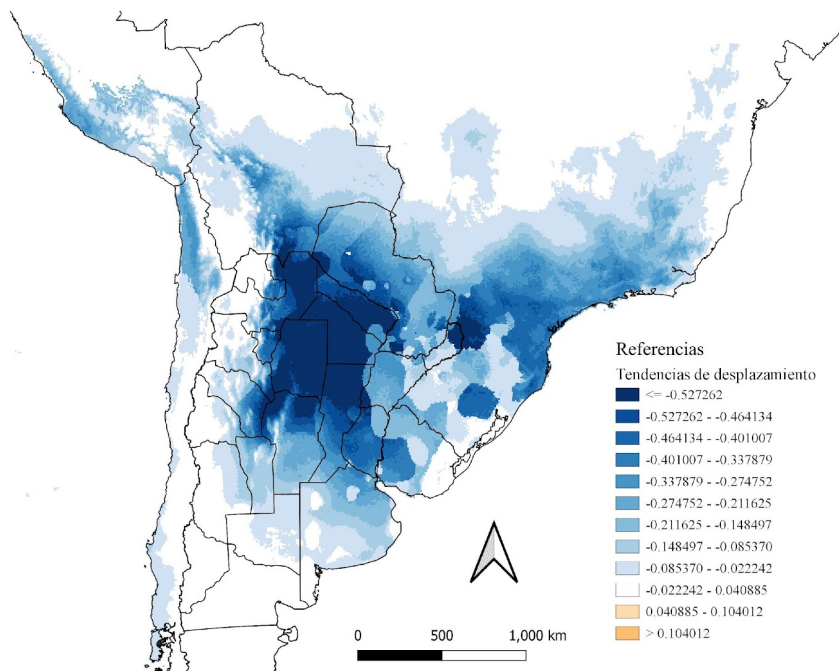 Referencias
Tendencias de desplazamiento
<= -0.527262
-0.527262 - -0.464134
-0.464134 - -0.401007
-0.401007 - -0.337879
-0.337879 - -0.274752
-0.274752 - -0.211625
-0.211625 - -0.148497
-0.148497 - -0.085370
-0.085370 - -0.022242
-0.022242 - 0.040885
0.040885 - 0.104012
> 0.104012
0 500 1,000 km